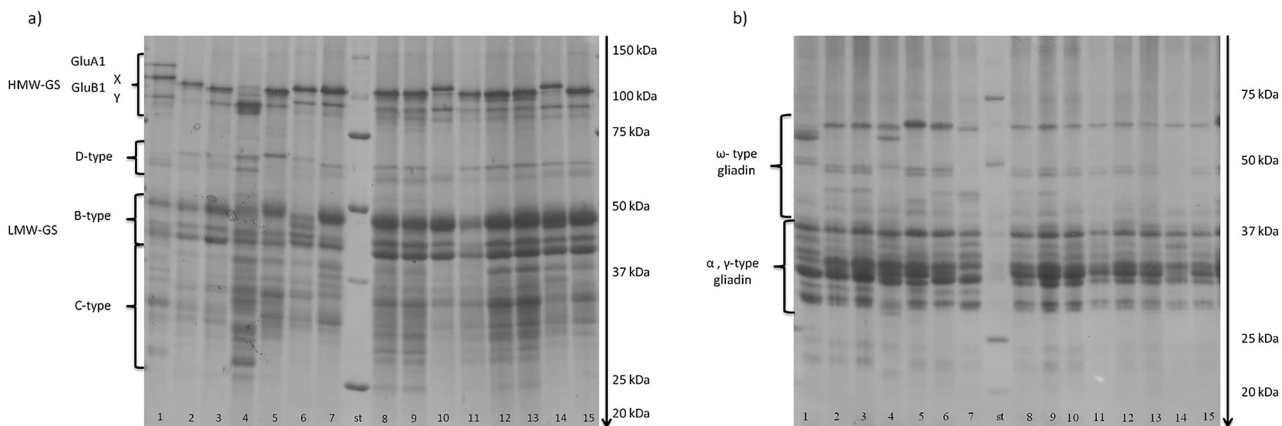 a)
HMW-GS
GluA1
GluB1
X
Y
D-type
B-type
LMW-GS
C-type
150 kDa
100 kDa
75 kDa
50 kDa
37 kDa
25 kDa
20 kDa
1 2 3 4 5 6 7 st 8 9 10 11 12 13 14 15
b)
ω- type
gliadin
α , γ-type
gliadin
75 kDa
50 kDa
37 kDa
25 kDa
20 kDa
1 2 3 4 5 6 7 st 8 9 10 11 12 13 14 15